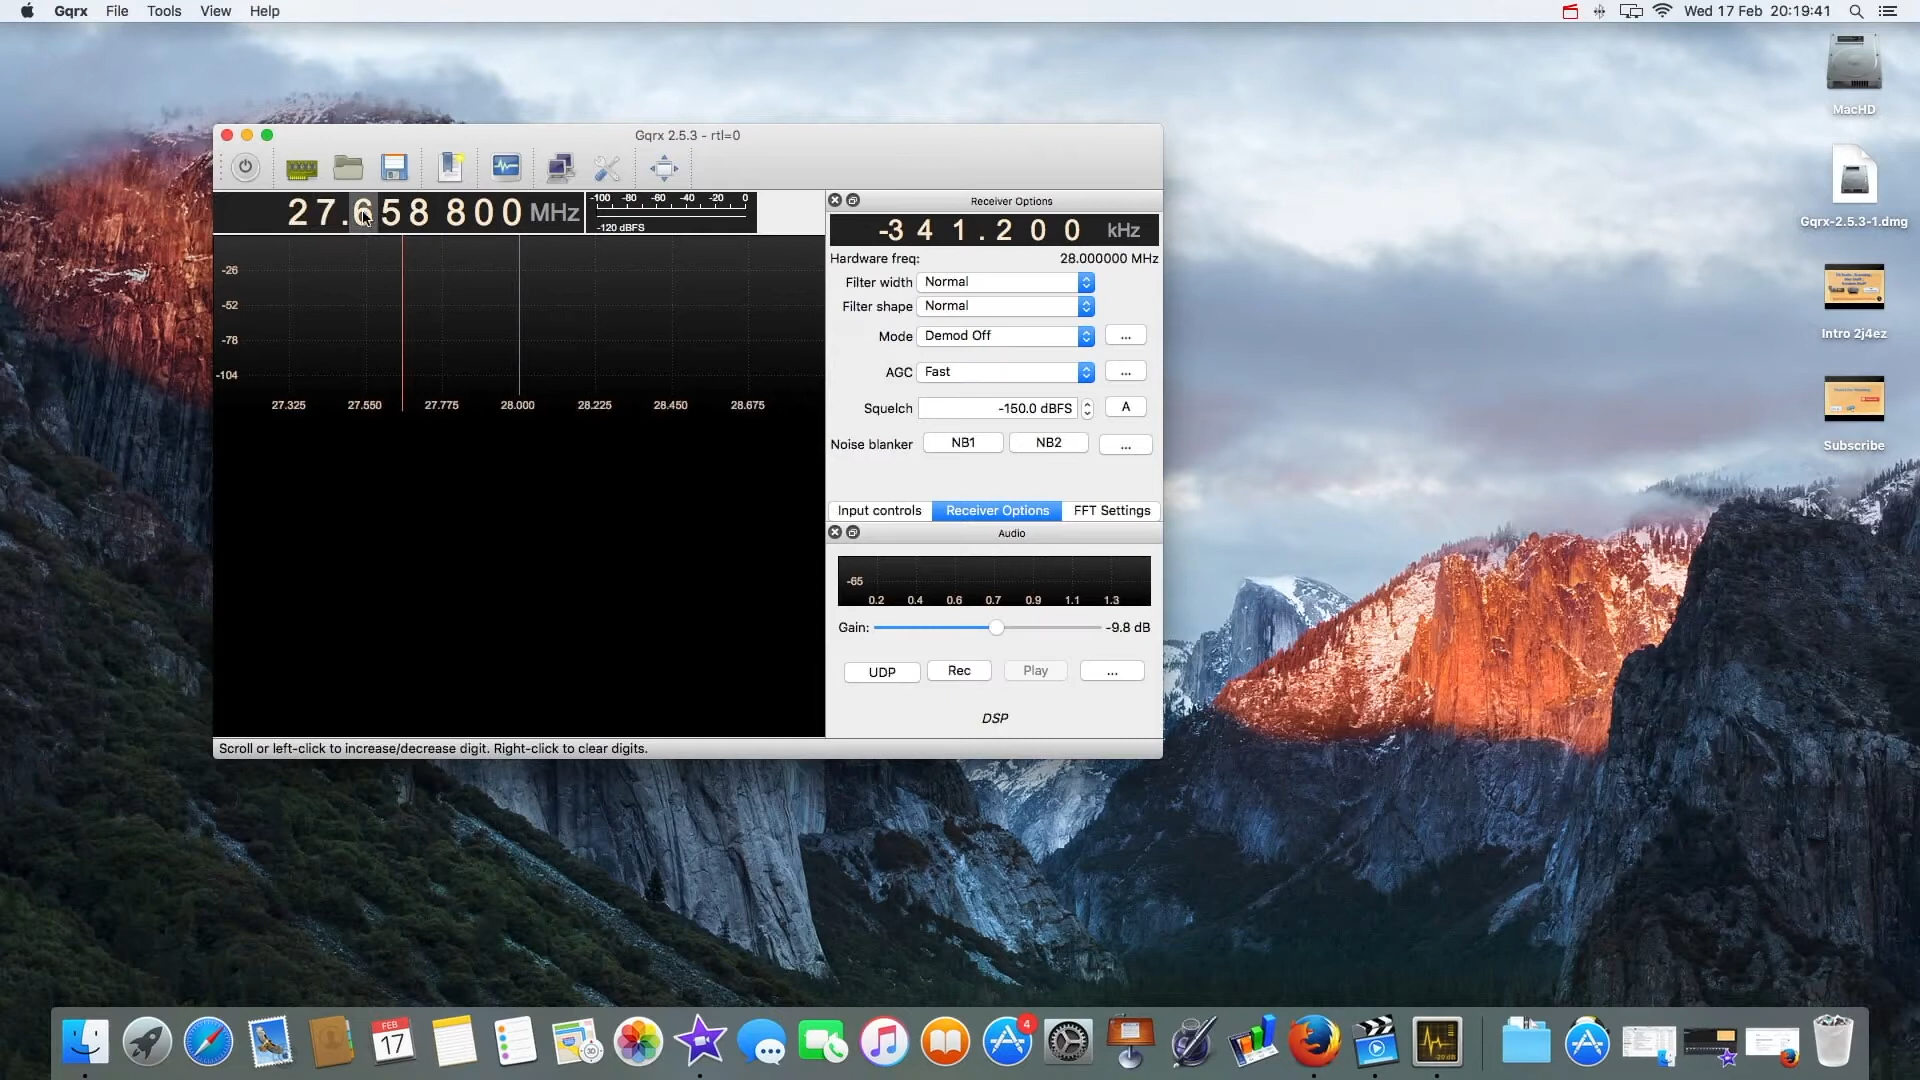 Gqrx File Tools View Help
Wed 17 Feb 20:19:41
Gqrx 2.5.3 - rtl=0
27.658 800 MHz
-100 -80 -60 -40 -20 0
-120 dBFS
-26
-52
-78
-104
27.325 27.550 27.775 28.000 28.225 28.450 28.675
Receiver Options
-341.200 kHz
Hardware freq: 28.000000 MHz
Filter width Normal
Filter shape Normal
Mode Demod Off ...
AGC Fast ...
Squelch -150.0 dBFS A
Noise blanker NB1 NB2 ...
Input controls Receiver Options FFT Settings
Audio
-65
0.2 0.4 0.6 0.7 0.9 1.1 1.3
Gain: -9.8 dB
UDP Rec Play ...
DSP
Scroll or left-click to increase/decrease digit. Right-click to clear digits.
MacHD
Gqrx-2.5.3-1.dmg
Intro 2j4ez
Subscribe
FEB
17
4